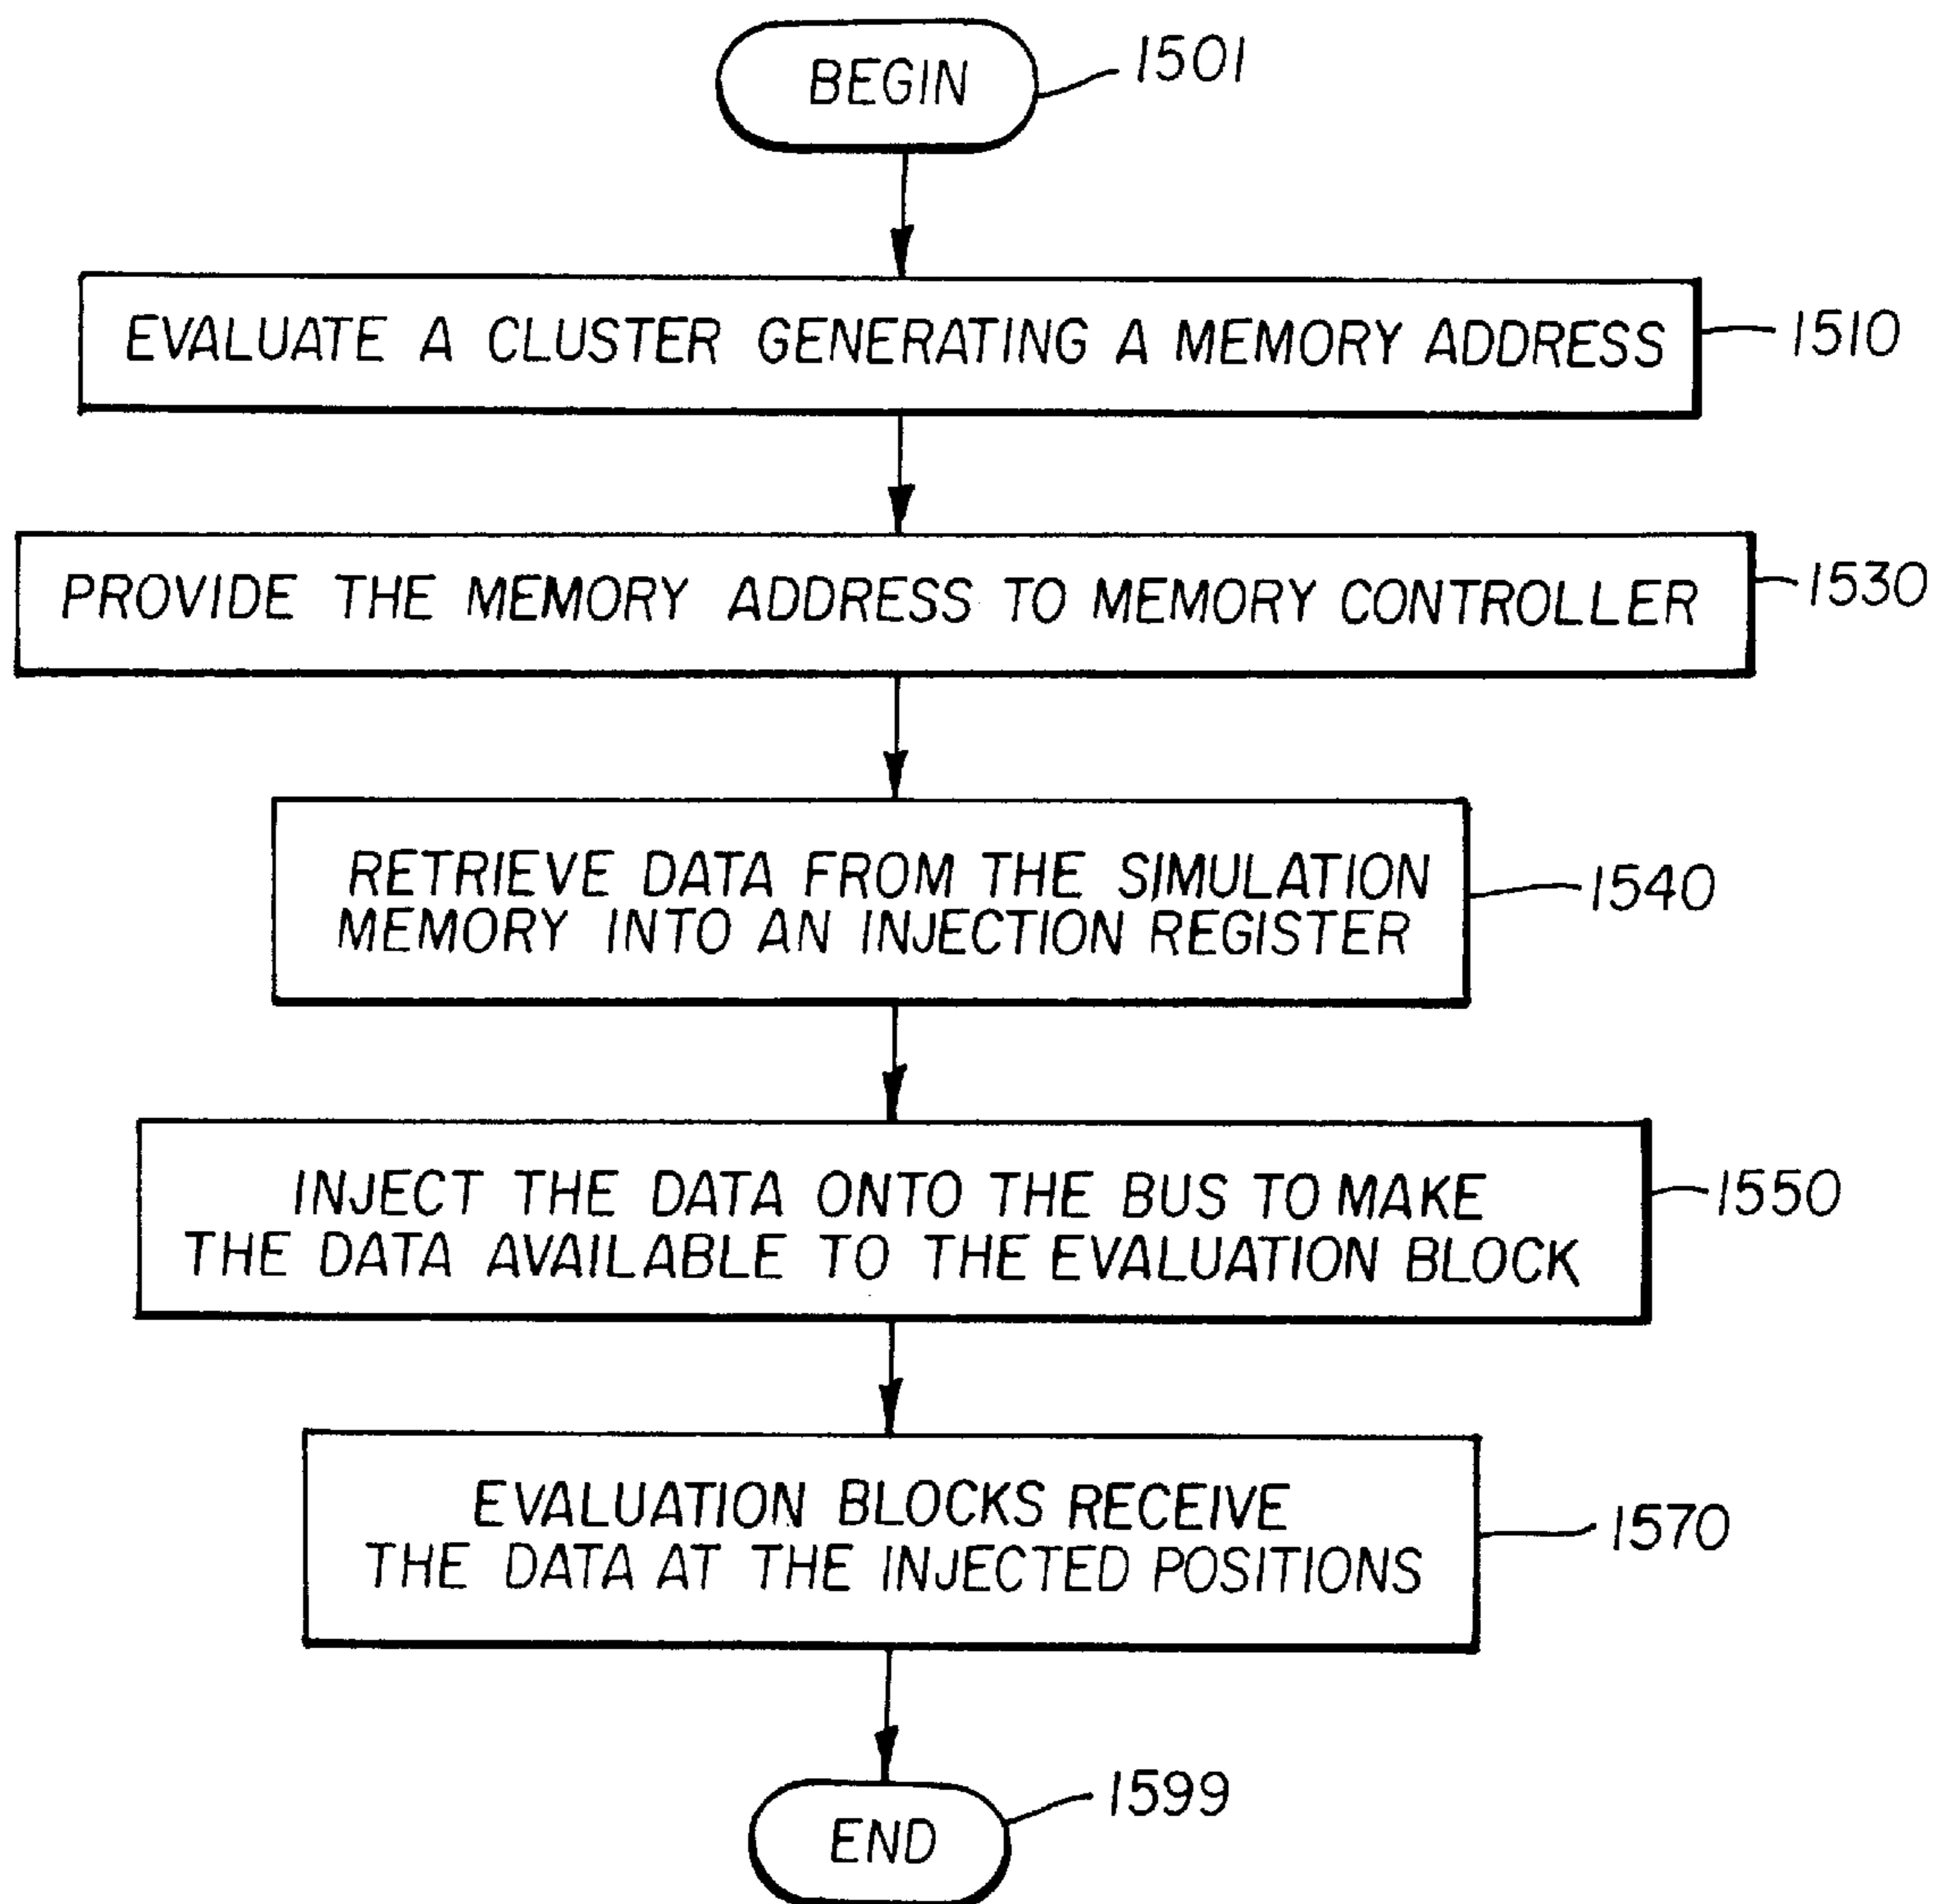 BEGIN
1501
EVALUATE A CLUSTER GENERATING A MEMORY ADDRESS
1510
PROVIDE THE MEMORY ADDRESS TO MEMORY CONTROLLER
1530
RETRIEVE DATA FROM THE SIMULATION
MEMORY INTO AN INJECTION REGISTER
1540
INJECT THE DATA ONTO THE BUS TO MAKE
THE DATA AVAILABLE TO THE EVALUATION BLOCK
1550
EVALUATION BLOCKS RECEIVE
THE DATA AT THE INJECTED POSITIONS
1570
END
1599